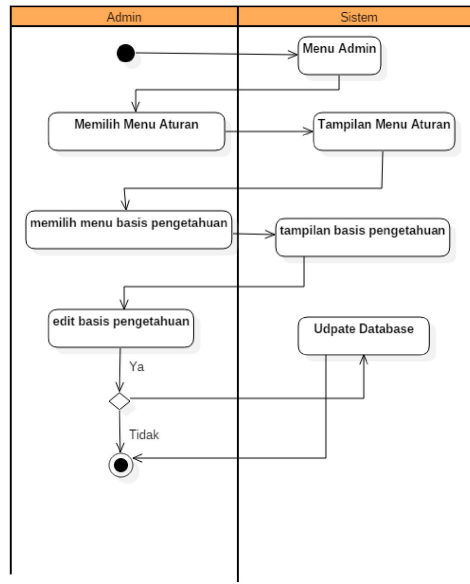 Admin
Sistem
Menu Admin
Memilih Menu Aturan
Tampilan Menu Aturan
memilih menu basis pengetahuan
tampilan basis pengetahuan
edit basis pengetahuan
Udpate Database
Ya
Tidak